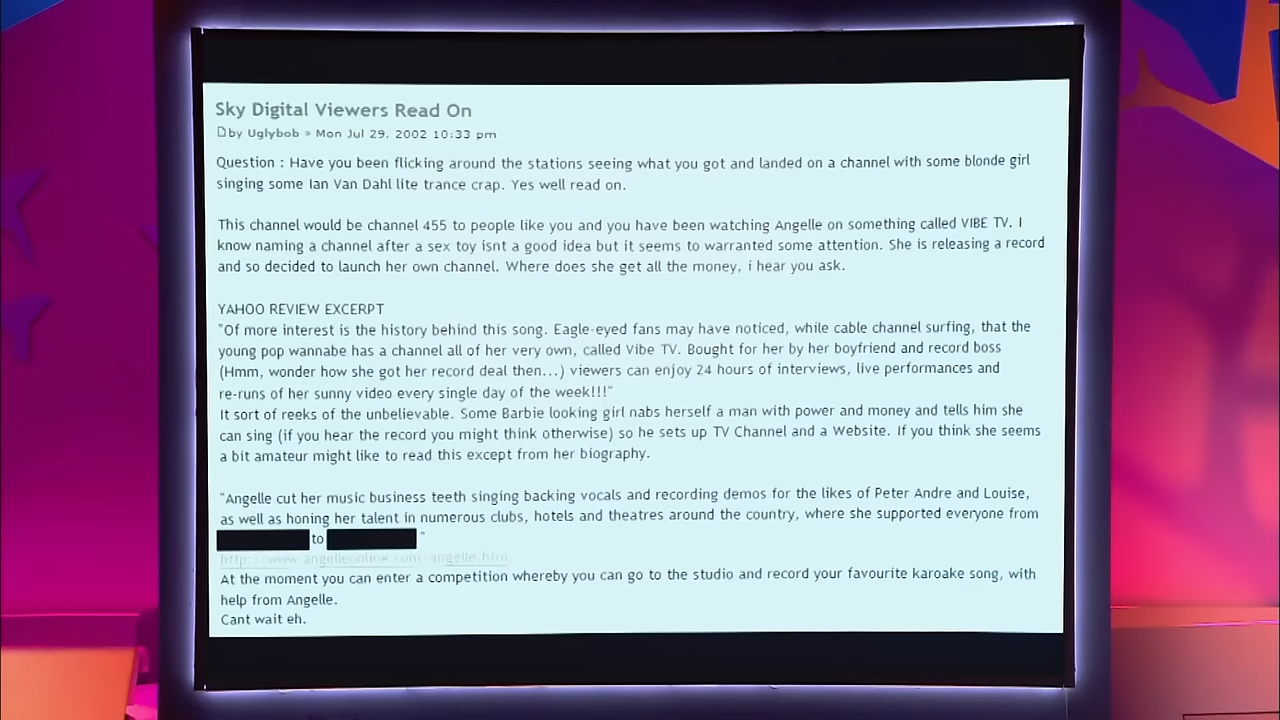 Sky Digital Viewers Read On
by Uglybob » Mon Jul 29, 2002 10:33 pm
Question : Have you been flicking around the stations seeing what you got and landed on a channel with some blonde girl
singing some Ian Van Dahl lite trance crap. Yes well read on.
This channel would be channel 455 to people like you and you have been watching Angelle on something called VIBE TV. I
know naming a channel after a sex toy isnt a good idea but it seems to warranted some attention. She is releasing a record
and so decided to launch her own channel. Where does she get all the money, i hear you ask.
YAHOO REVIEW EXCERPT
"Of more interest is the history behind this song. Eagle-eyed fans may have noticed, while cable channel surfing, that the
young pop wannabe has a channel all of her very own, called Vibe TV. Bought for her by her boyfriend and record boss
(Hmm, wonder how she got her record deal then...) viewers can enjoy 24 hours of interviews, live performances and
re-runs of her sunny video every single day of the week!!!"
It sort of reeks of the unbelievable. Some Barbie looking girl nabs herself a man with power and money and tells him she
can sing (if you hear the record you might think otherwise) so he sets up TV Channel and a Website. If you think she seems
a bit amateur might like to read this except from her biography.
"Angelle cut her music business teeth singing backing vocals and recording demos for the likes of Peter Andre and Louise,
as well as honing her talent in numerous clubs, hotels and theatres around the country, where she supported everyone from
to "
http://www.angelleonline.com/angelle.htm
At the moment you can enter a competition whereby you can go to the studio and record your favourite karoake song, with
help from Angelle.
Cant wait eh.